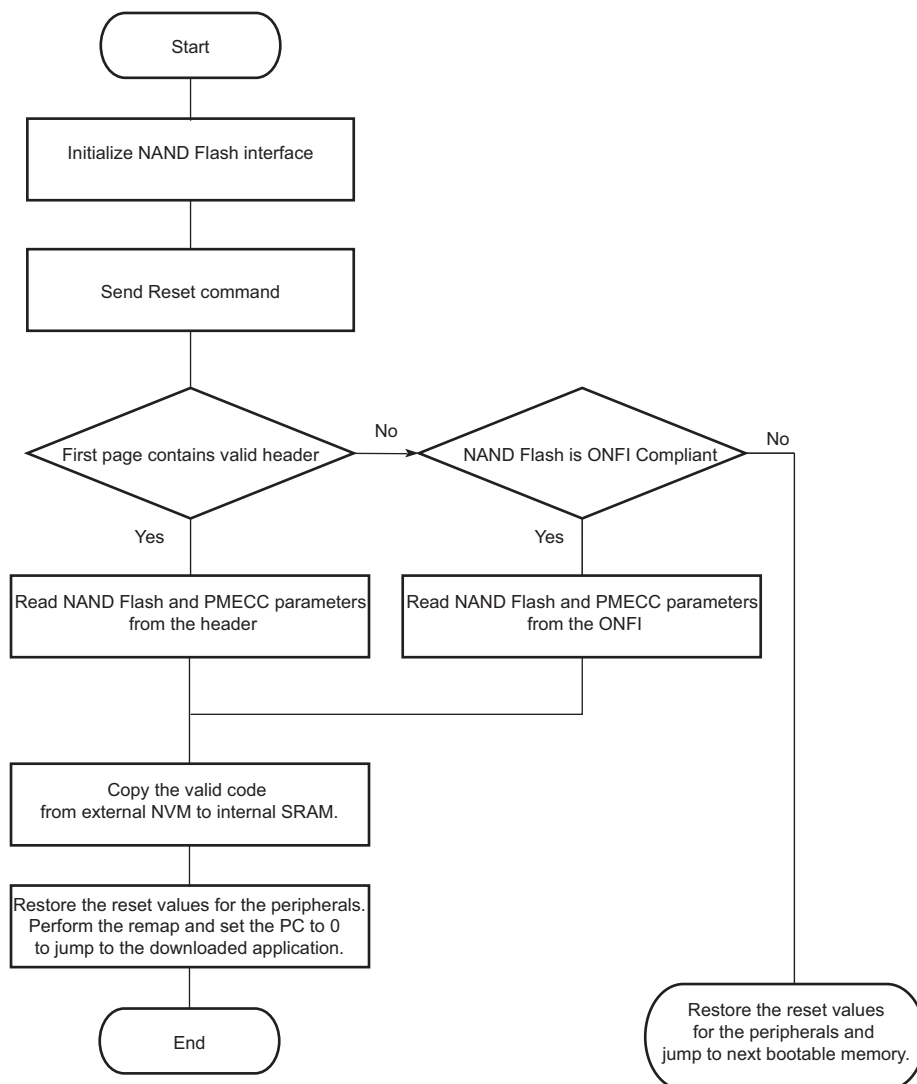 Start
Initialize NAND Flash interface
Send Reset command
First page contains valid header
No
NAND Flash is ONFI Compliant
No
Yes
Yes
Read NAND Flash and PMECC parameters
from the header
Read NAND Flash and PMECC parameters
from the ONFI
Copy the valid code
from external NVM to internal SRAM.
Restore the reset values for the peripherals.
Perform the remap and set the PC to 0
to jump to the downloaded application.
End
Restore the reset values
for the peripherals and
jump to next bootable memory.